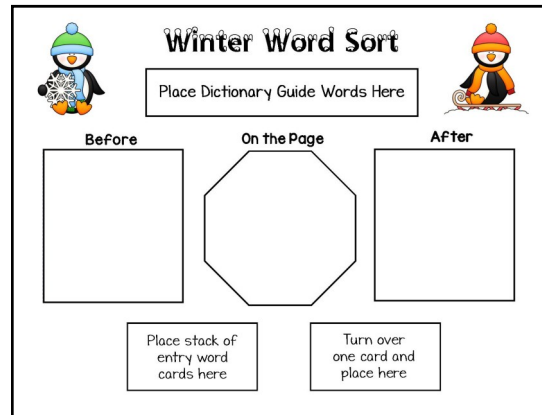 Winter Word Sort
Place Dictionary Guide Words Here
Before
On the Page
After
Place stack of
entry word
cards here
Turn over
one card and
place here